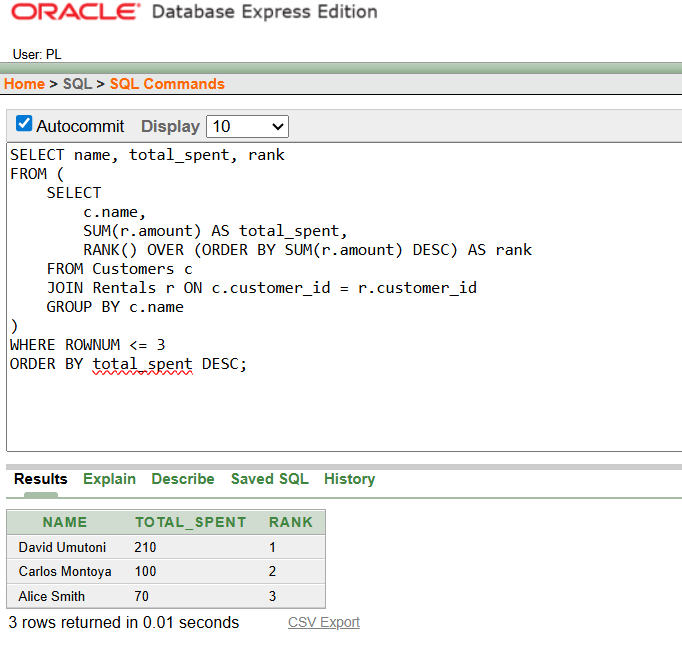 ORACLE Database Express Edition
User: PL
Home > SQL > SQL Commands
Autocommit Display 10
SELECT name, total_spent, rank
FROM (
    SELECT
        c.name,
        SUM(r.amount) AS total_spent,
        RANK() OVER (ORDER BY SUM(r.amount) DESC) AS rank
    FROM Customers c
    JOIN Rentals r ON c.customer_id = r.customer_id
    GROUP BY c.name
)
WHERE ROWNUM <= 3
ORDER BY total_spent DESC;
Results Explain Describe Saved SQL History
NAME TOTAL_SPENT RANK
David Umutoni 210 1
Carlos Montoya 100 2
Alice Smith 70 3
3 rows returned in 0.01 seconds CSV Export